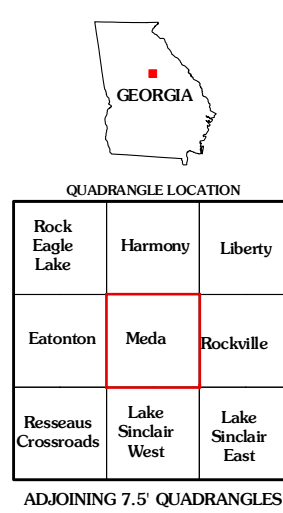 GEORGIA
QUADRANGLE LOCATION
Rock
Eagle
Lake
Harmony
Liberty
Eatonton
Meda
Rockville
Resseaus
Crossroads
Lake
Sinclair
West
Lake
Sinclair
East
ADJOINING 7.5' QUADRANGLES